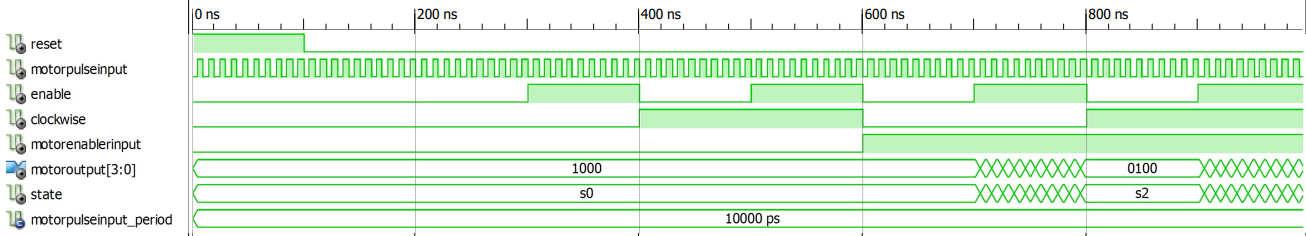 0 ns 200 ns 400 ns 600 ns 800 ns
reset
motorpulseinput
enable
clockwise
motorenablerinput
motoroutput[3:0] 1000 0100
state s0 s2
motorpulseinput_period 10000 ps